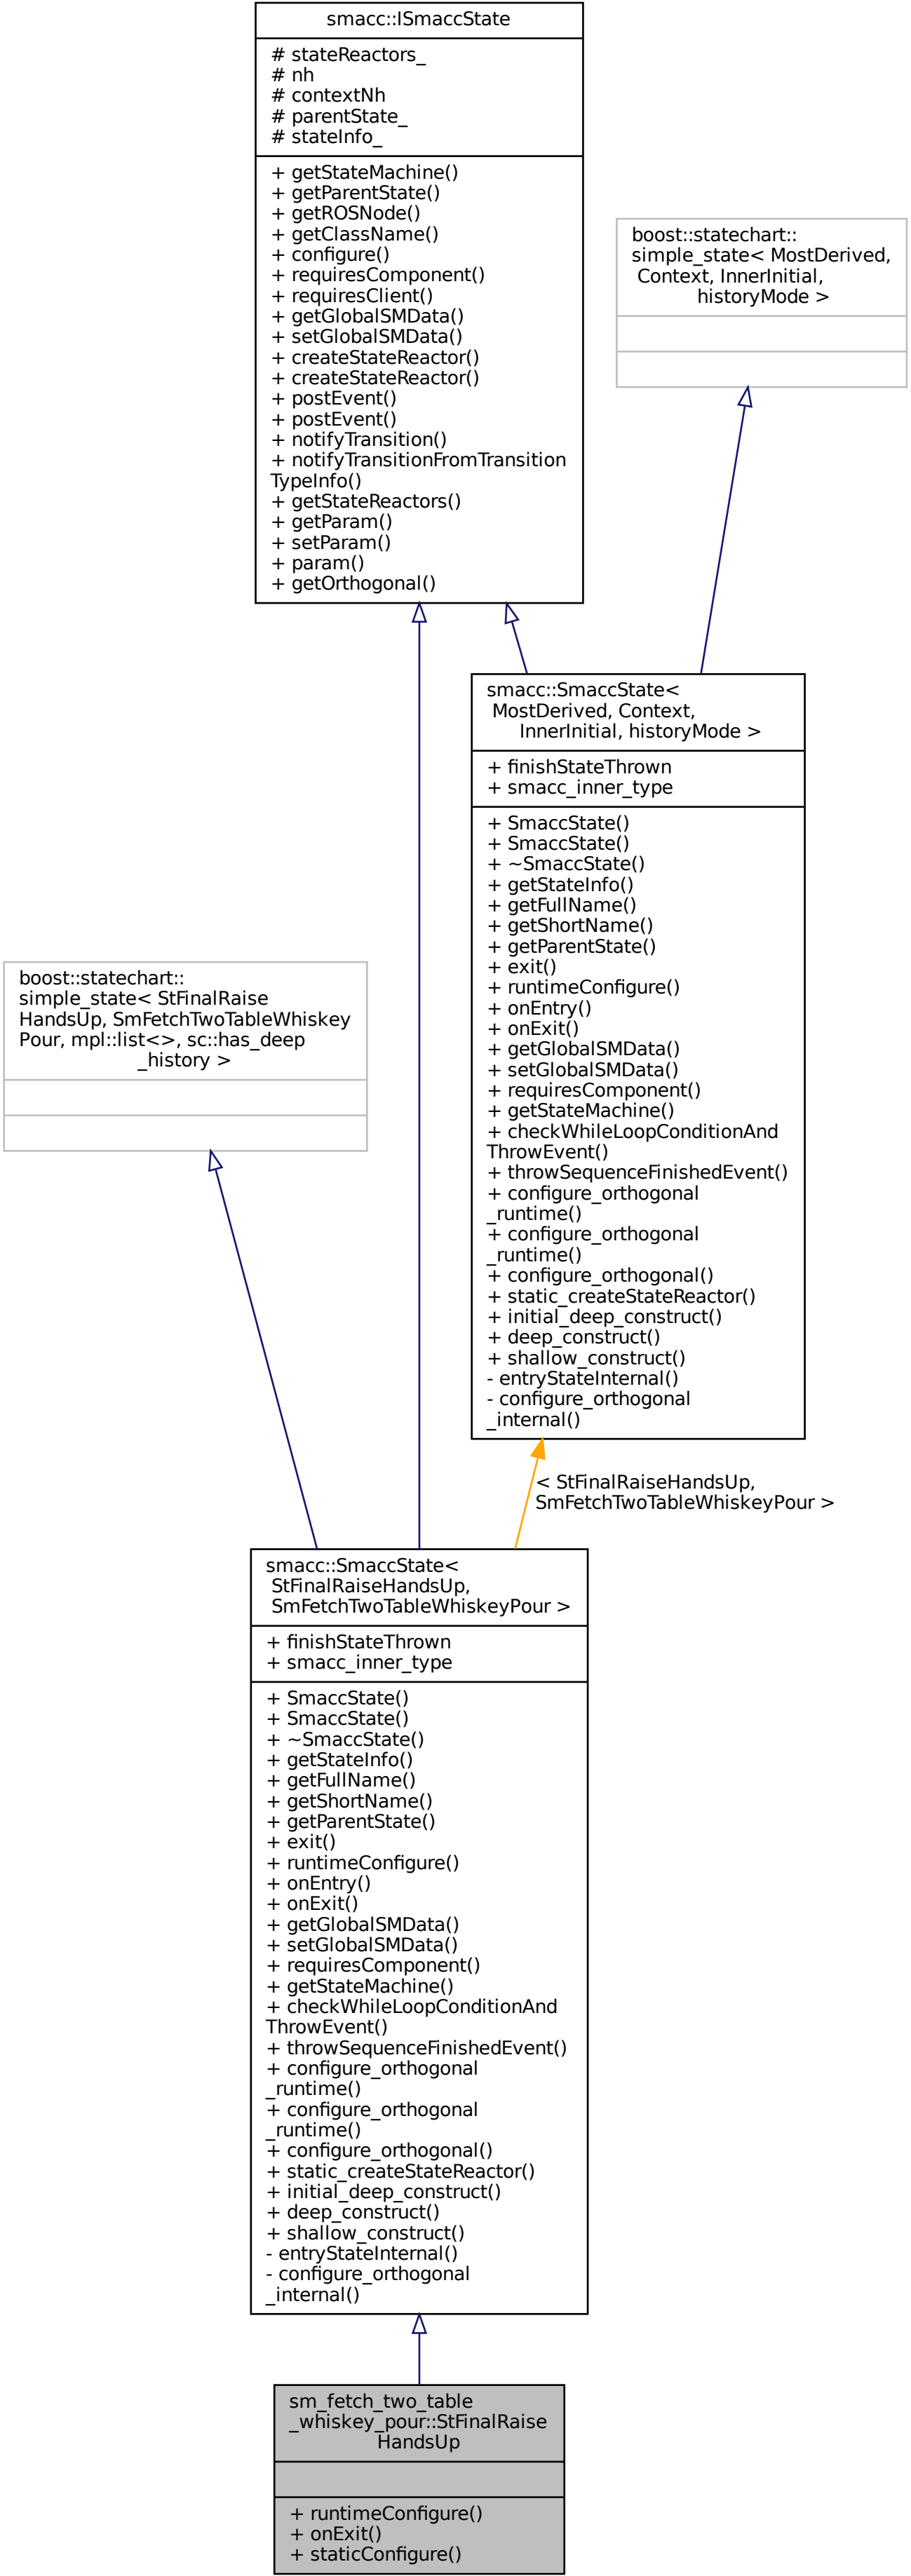 smacc::ISmaccState
# stateReactors_
# nh
# contextNh
# parentState_
# stateInfo_
+ getStateMachine()
+ getParentState()
+ getROSNode()
+ getClassName()
+ configure()
+ requiresComponent()
+ requiresClient()
+ getGlobalSMData()
+ setGlobalSMData()
+ createStateReactor()
+ createStateReactor()
+ postEvent()
+ postEvent()
+ notifyTransition()
+ notifyTransitionFromTransition
TypeInfo()
+ getStateReactors()
+ getParam()
+ setParam()
+ param()
+ getOrthogonal()
boost::statechart::
simple_state< MostDerived,
Context, InnerInitial,
historyMode >
smacc::SmaccState<
MostDerived, Context,
InnerInitial, historyMode >
+ finishStateThrown
+ smacc_inner_type
+ SmaccState()
+ SmaccState()
+ ~SmaccState()
+ getStateInfo()
+ getFullName()
+ getShortName()
+ getParentState()
+ exit()
+ runtimeConfigure()
+ onEntry()
+ onExit()
+ getGlobalSMData()
+ setGlobalSMData()
+ requiresComponent()
+ getStateMachine()
+ checkWhileLoopConditionAnd
ThrowEvent()
+ throwSequenceFinishedEvent()
+ configure_orthogonal
_runtime()
+ configure_orthogonal
_runtime()
+ configure_orthogonal()
+ static_createStateReactor()
+ initial_deep_construct()
+ deep_construct()
+ shallow_construct()
- entryStateInternal()
- configure_orthogonal
_internal()
boost::statechart::
simple_state< StFinalRaise
HandsUp, SmFetchTwoTableWhiskey
Pour, mpl::list<>, sc::has_deep
_history >
< StFinalRaiseHandsUp,
SmFetchTwoTableWhiskeyPour >
smacc::SmaccState<
StFinalRaiseHandsUp,
SmFetchTwoTableWhiskeyPour >
+ finishStateThrown
+ smacc_inner_type
+ SmaccState()
+ SmaccState()
+ ~SmaccState()
+ getStateInfo()
+ getFullName()
+ getShortName()
+ getParentState()
+ exit()
+ runtimeConfigure()
+ onEntry()
+ onExit()
+ getGlobalSMData()
+ setGlobalSMData()
+ requiresComponent()
+ getStateMachine()
+ checkWhileLoopConditionAnd
ThrowEvent()
+ throwSequenceFinishedEvent()
+ configure_orthogonal
_runtime()
+ configure_orthogonal
_runtime()
+ configure_orthogonal()
+ static_createStateReactor()
+ initial_deep_construct()
+ deep_construct()
+ shallow_construct()
- entryStateInternal()
- configure_orthogonal
_internal()
sm_fetch_two_table
_whiskey_pour::StFinalRaise
HandsUp
+ runtimeConfigure()
+ onExit()
+ staticConfigure()